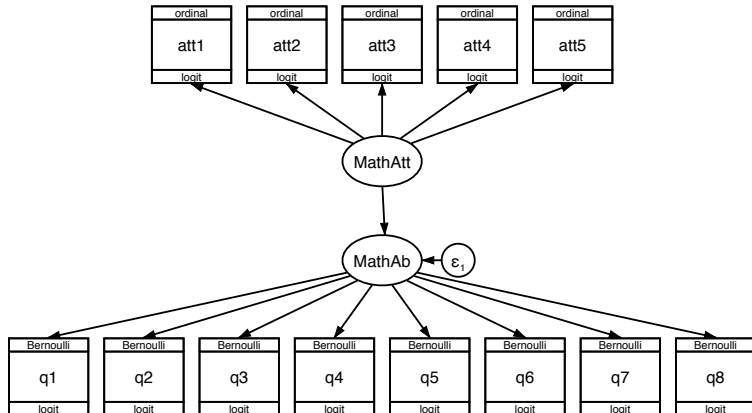 ordinal ordinal ordinal ordinal ordinal
att1 att2 att3 att4 att5
logit logit logit logit logit
MathAtt
MathAb ε1
Bernoulli Bernoulli Bernoulli Bernoulli Bernoulli Bernoulli Bernoulli Bernoulli
q1 q2 q3 q4 q5 q6 q7 q8
logit logit logit logit logit logit logit logit